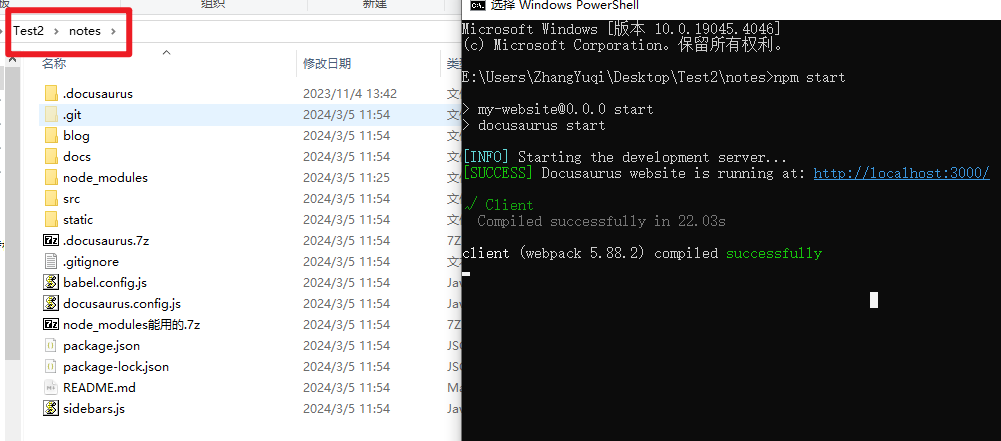 组织
新建
Test2 › notes ›
名称
修改日期
类
.docusaurus
2023/11/4 13:42
文
.git
2024/3/5 11:54
文
blog
2024/3/5 11:54
文
docs
2024/3/5 11:54
文
node_modules
2024/3/5 11:25
文
src
2024/3/5 11:54
文
static
2024/3/5 11:54
文
.docusaurus.7z
2024/3/5 11:54
7Z
.gitignore
2024/3/5 11:54
文
babel.config.js
2024/3/5 11:54
Jav
docusaurus.config.js
2024/3/5 11:54
Jav
node_modules能用的.7z
2024/3/5 11:54
7Z
package.json
2024/3/5 11:54
JSO
package-lock.json
2024/3/5 11:54
JSO
README.md
2024/3/5 11:54
Ma
sidebars.js
2024/3/5 11:54
Jav
选择 Windows PowerShell
Microsoft Windows [版本 10.0.19045.4046]
(c) Microsoft Corporation。保留所有权利。
E:\Users\ZhangYuqi\Desktop\Test2\notes>npm start
> my-website@0.0.0 start
> docusaurus start
[INFO] Starting the development server...
[SUCCESS] Docusaurus website is running at: http://localhost:3000/
√ Client
Compiled successfully in 22.03s
client (webpack 5.88.2) compiled successfully